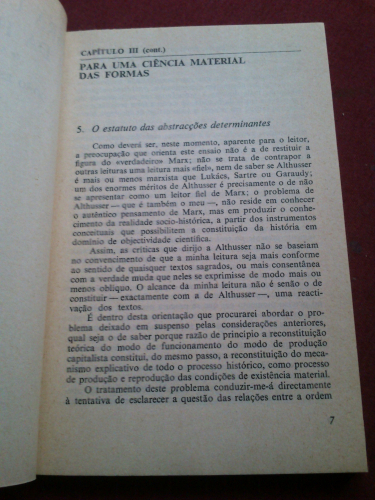 CAPÍTULO III (cont.)
PARA UMA CIÊNCIA MATERIAL
DAS FORMAS
5. O estatuto das abstracções determinantes
Como deverá ser, neste momento, aparente para o leitor,
a preocupação que orienta este ensaio não é a de restituir a
figura do «verdadeiro» Marx; não se trata de contrapor a
outras leituras uma leitura mais «fiel», nem de saber se Althusser
é mais ou menos marxista que Lukács, Sartre ou Garaudy;
um dos enormes méritos de Althusser é precisamente o de não
se apresentar como um leitor fiel de Marx; o problema de
Althusser — que é também o meu —, não reside em conhecer
o autêntico pensamento de Marx, mas em produzir o conhe-
cimento da realidade socio-histórica, a partir dos instrumentos
conceituais que possibilitem a constituição da história em
domínio de objectividade científica.
Assim, as críticas que dirijo a Althusser não se baseiam
no convencimento de que a minha leitura seja mais conforme
ao sentido de quaisquer textos sagrados, ou mais consentânea
com a verdade muda que neles se exprimisse de modo mais ou
menos oblíquo. O alcance da minha leitura não é senão o de
constituir — exactamente com a de Althusser —, uma reacti-
vação dos textos.
É dentro desta orientação que procurarei abordar o pro-
blema deixado em suspenso pelas considerações anteriores,
qual seja o de saber porque razão de princípio a reconstituição
teórica do modo de funcionamento do modo de produção
capitalista constitui, do mesmo passo, a reconstituição do meca-
nismo explicativo de todo o processo histórico, como processo
de produção e reprodução das condições de existência material.
O tratamento deste problema conduzir-me-á directamente
à tentativa de esclarecer a questão das relações entre a ordem
7